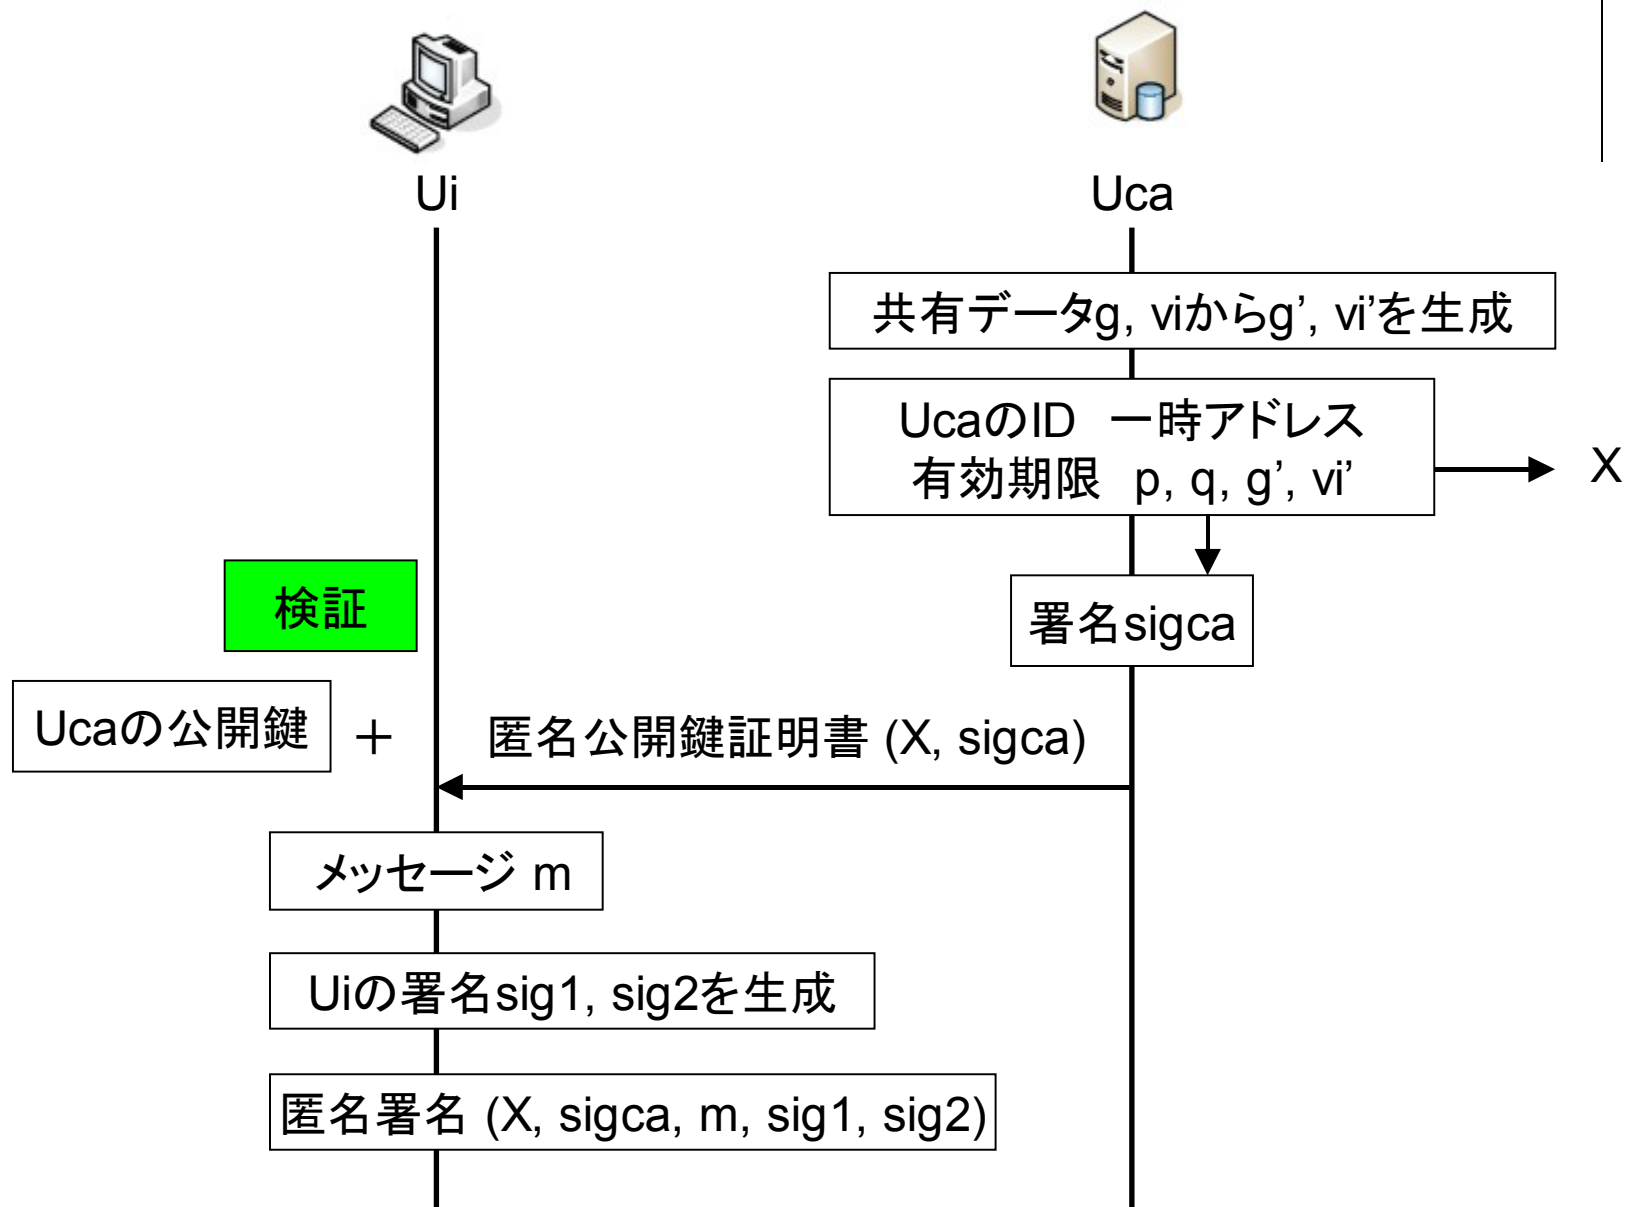 Ui
Uca
共有データg, viからg’, vi’を生成
UcaのID 一時アドレス
有効期限 p, q, g’, vi’
X
検証
署名sigca
Ucaの公開鍵
＋
匿名公開鍵証明書 (X, sigca)
メッセージ m
Uiの署名sig1, sig2を生成
匿名署名 (X, sigca, m, sig1, sig2)